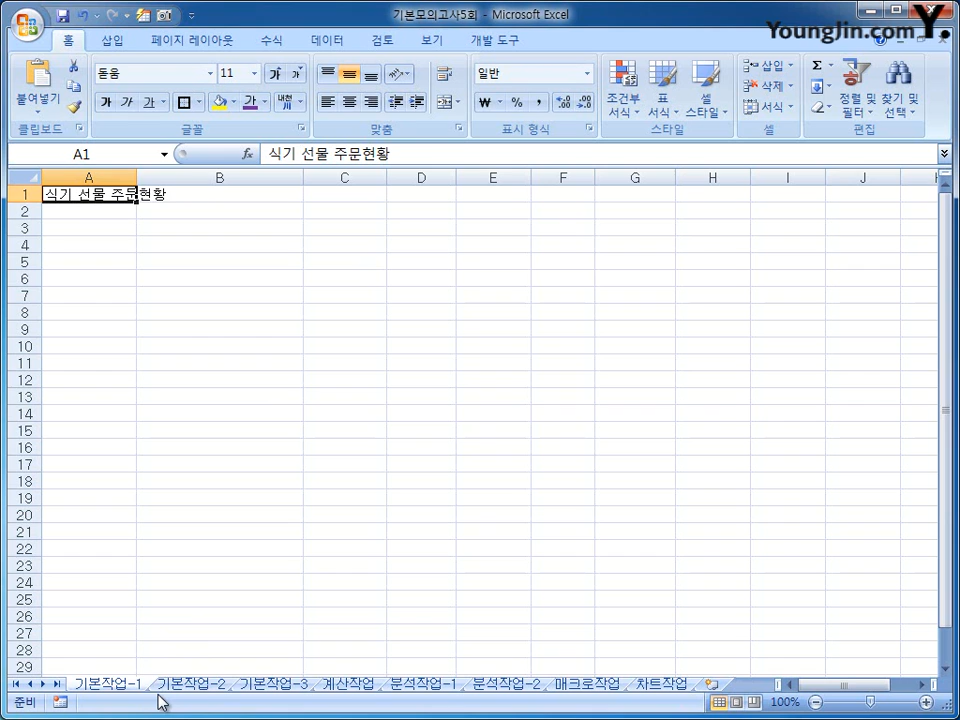 기본모의고사5회 - Microsoft Excel
YoungJin.com Y.
홈 삽입 페이지 레이아웃 수식 데이터 검토 보기 개발 도구
돋움 11 일반
붙여넣기
가 가 가 가 내천
조건부 서식 표 서식 셀 스타일
삽입 삭제 서식
정렬 및 필터 찾기 및 선택
클립보드 글꼴 맞춤 표시 형식 스타일 셀 편집
A1 fx 식기 선물 주문현황
A B C D E F G H I J
1 식기 선물 주문현황
2
3
4
5
6
7
8
9
10
11
12
13
14
15
16
17
18
19
20
21
22
23
24
25
26
27
28
29
기본작업-1 기본작업-2 기본작업-3 계산작업 분석작업-1 분석작업-2 매크로작업 차트작업
준비 100%